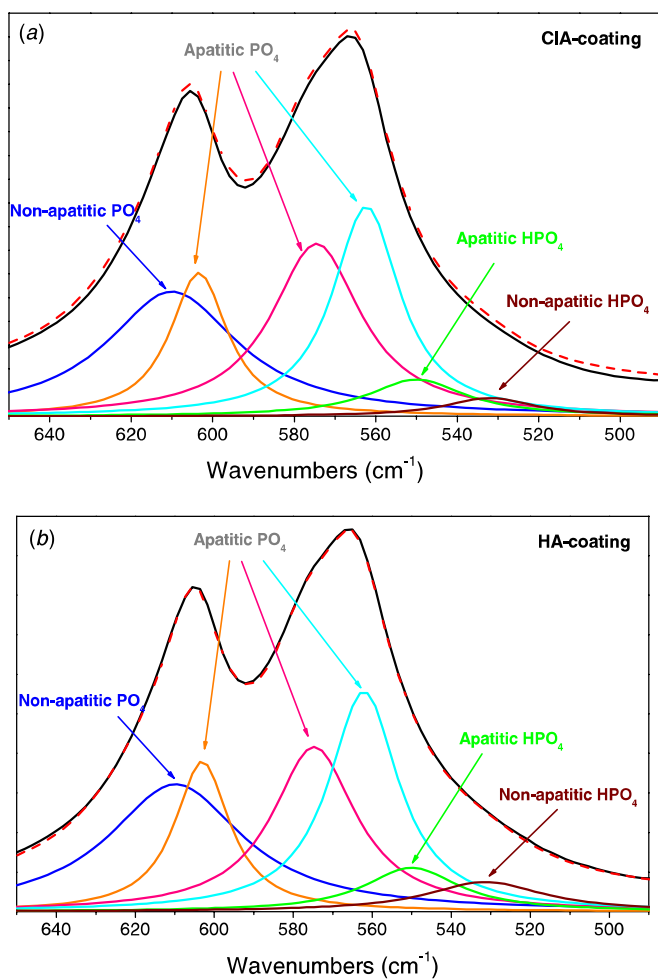 (a)
ClA-coating
Apatitic PO4
Non-apatitic PO4
Apatitic HPO4
Non-apatitic HPO4
640 620 600 580 560 540 520 500
Wavenumbers (cm-1)
(b)
HA-coating
Apatitic PO4
Non-apatitic PO4
Apatitic HPO4
Non-apatitic HPO4
640 620 600 580 560 540 520 500
Wavenumbers (cm-1)